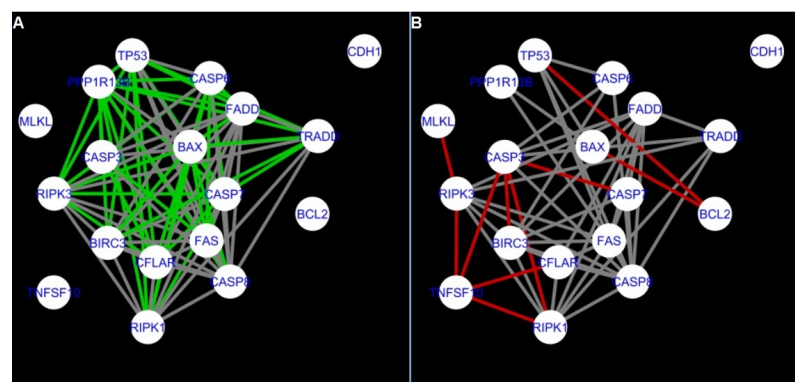 A
TP53
CDH1
PPP1R13B
CASP6
FADD
MLKL
TRADD
BAX
CASP3
RIPK3
CASP7
BCL2
BIRC3
FAS
CFLAR
CASP8
TNFSF10
RIPK1
B
TP53
CDH1
PPP1R13B
CASP6
FADD
MLKL
TRADD
BAX
CASP3
RIPK3
CASP7
BCL2
BIRC3
FAS
CFLAR
CASP8
TNFSF10
RIPK1